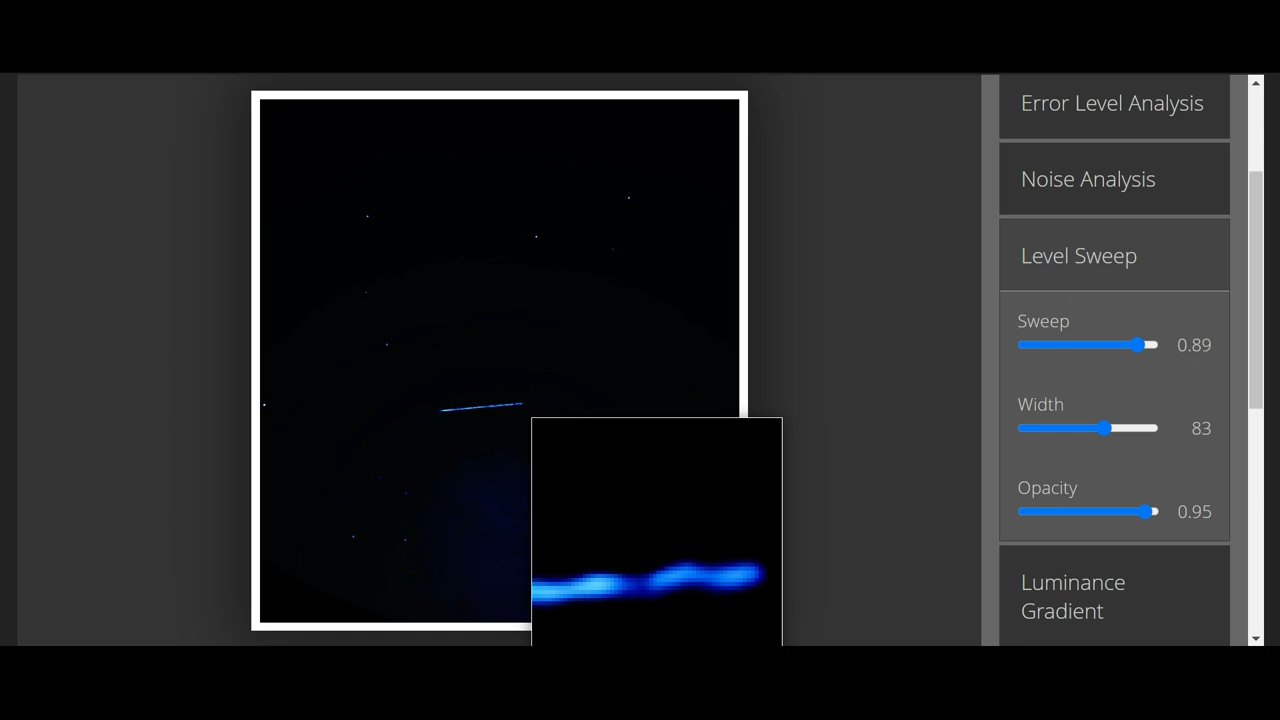 Error Level Analysis
Noise Analysis
Level Sweep
Sweep
0.89
Width
83
Opacity
0.95
Luminance
Gradient